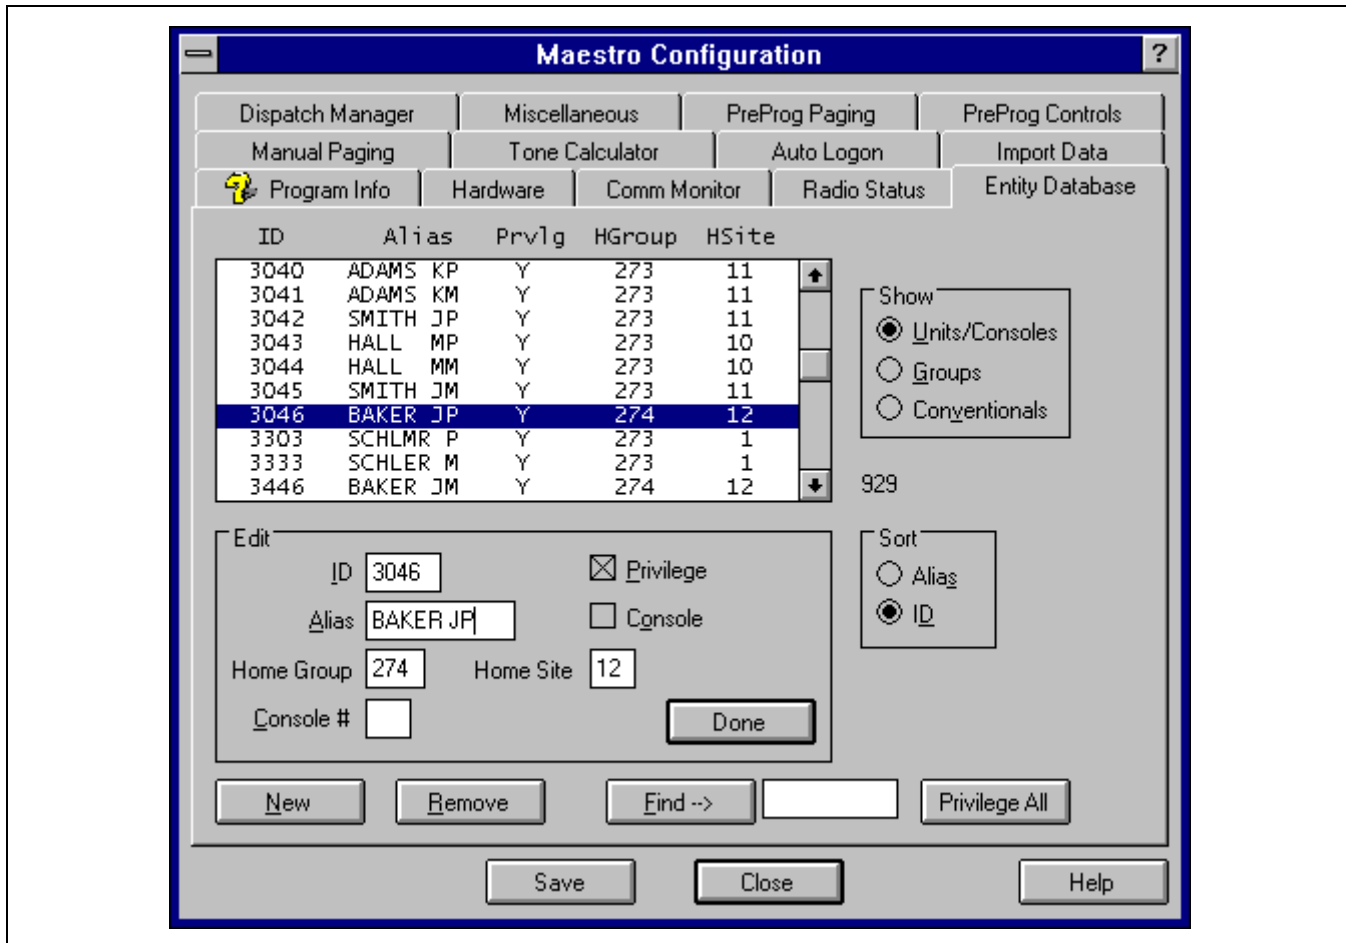 Maestro Configuration ?
Dispatch Manager Miscellaneous PreProg Paging PreProg Controls
Manual Paging Tone Calculator Auto Logon Import Data
Program Info Hardware Comm Monitor Radio Status Entity Database
ID Alias Prvlg HGroup HSite
3040 ADAMS KP Y 273 11
3041 ADAMS KM Y 273 11
3042 SMITH JP Y 273 11
3043 HALL MP Y 273 10
3044 HALL MM Y 273 10
3045 SMITH JM Y 273 11
3046 BAKER JP Y 274 12
3303 SCHLMR P Y 273 1
3333 SCHLER M Y 273 1
3446 BAKER JM Y 274 12
Show
Units/Consoles
Groups
Conventionals
929
Edit
ID 3046 Privilege
Alias BAKER JP Console
Home Group 274 Home Site 12
Console # Done
Sort
Alias
ID
New Remove Find --> Privilege All
Save Close Help